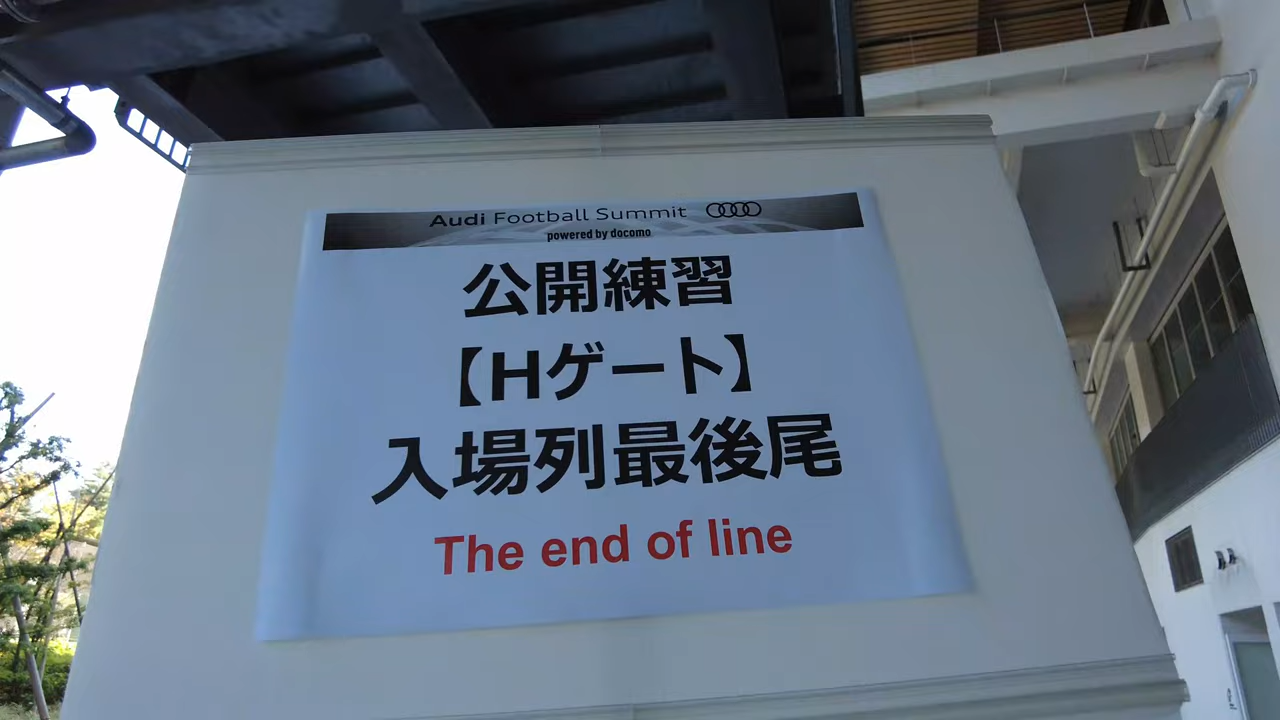 Audi Football Summit
powered by docomo
公開練習
【Hゲート】
入場列最後尾
The end of line